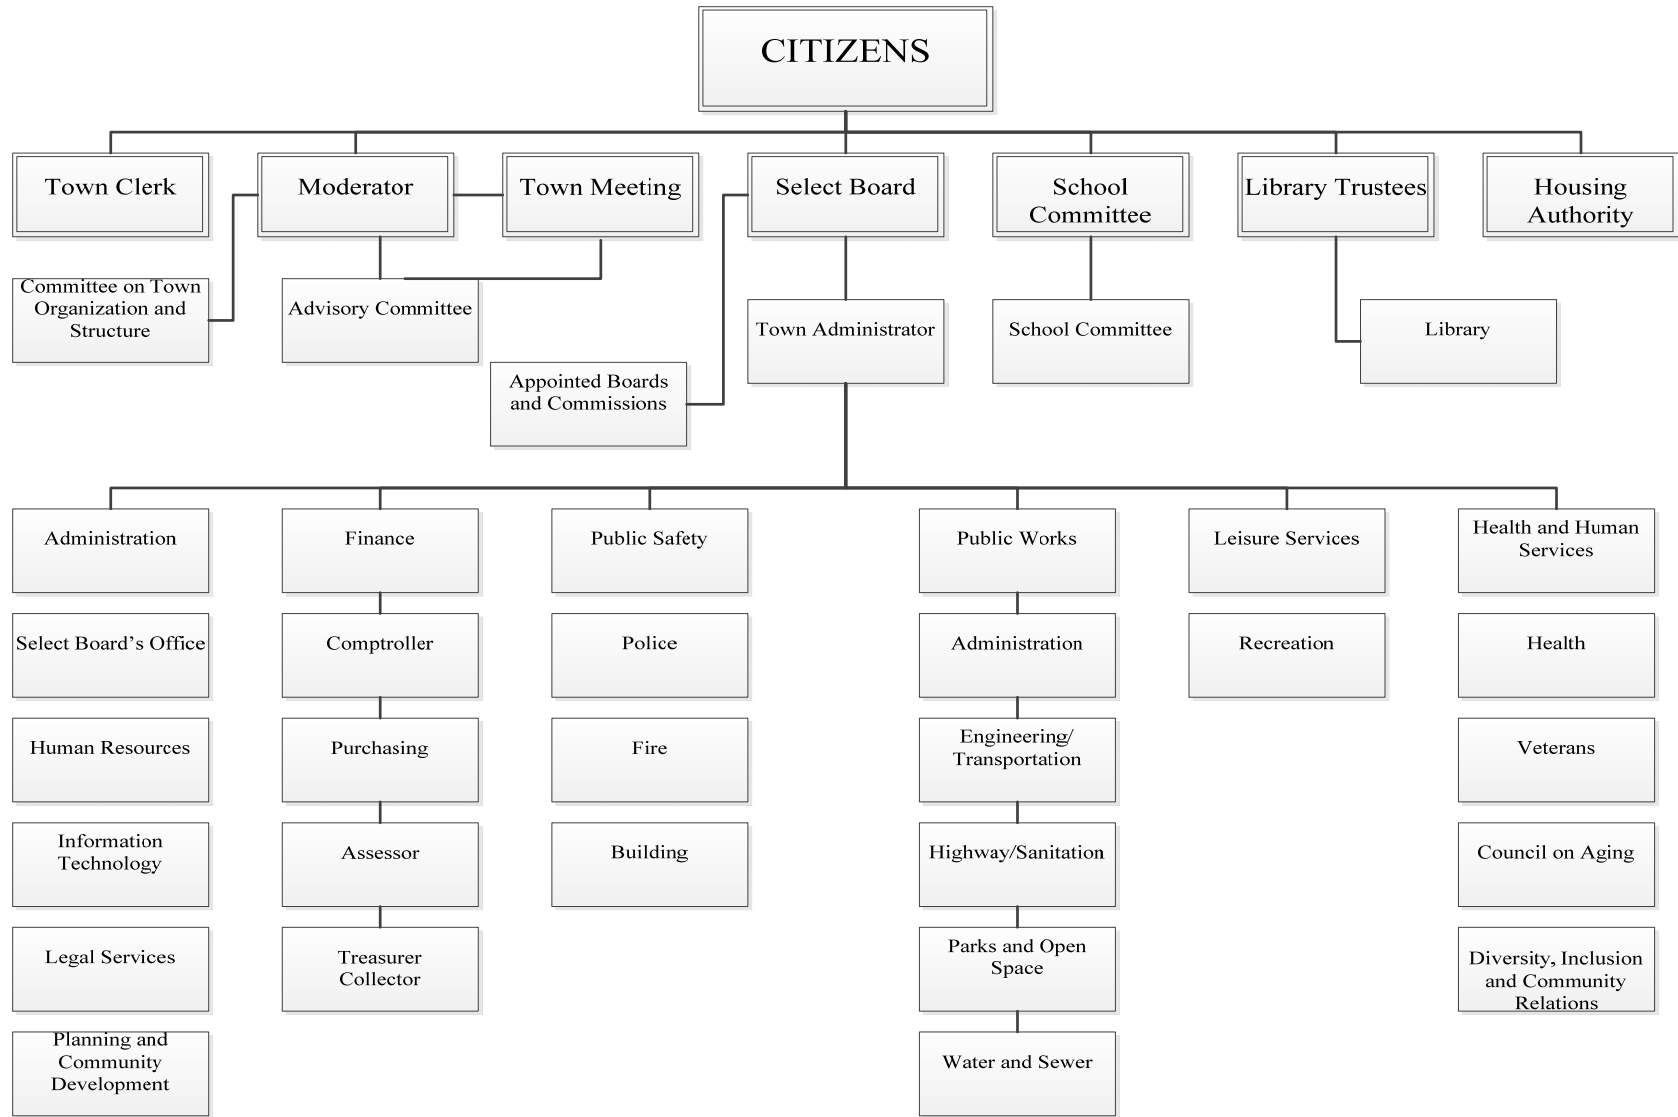 CITIZENS
Town Clerk
Moderator
Town Meeting
Select Board
School
Committee
Library Trustees
Housing
Authority
Committee on Town
Organization and
Structure
Advisory Committee
Town Administrator
School Committee
Library
Appointed Boards
and Commissions
Administration
Select Board’s Office
Human Resources
Information
Technology
Legal Services
Planning and
Community
Development
Finance
Comptroller
Purchasing
Assessor
Treasurer
Collector
Public Safety
Police
Fire
Building
Public Works
Administration
Engineering/
Transportation
Highway/Sanitation
Parks and Open
Space
Water and Sewer
Leisure Services
Recreation
Health and Human
Services
Health
Veterans
Council on Aging
Diversity, Inclusion
and Community
Relations